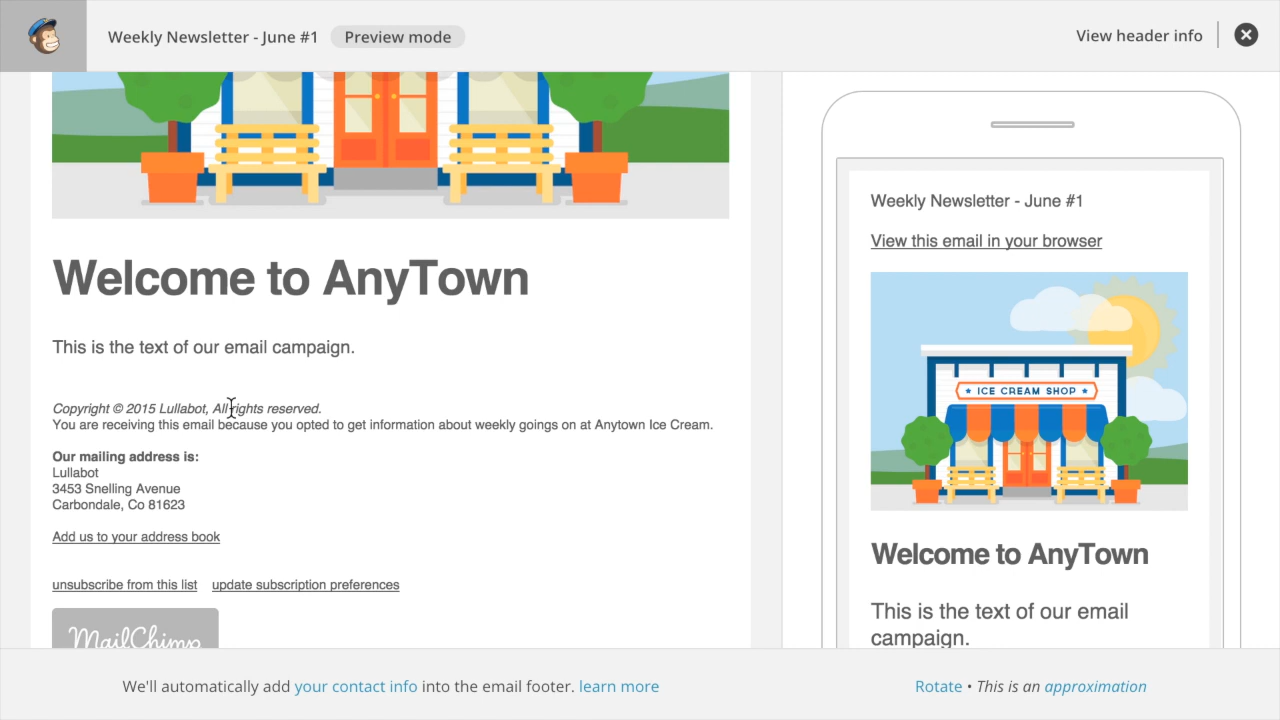 Weekly Newsletter - June #1 Preview mode View header info
Welcome to AnyTown
This is the text of our email campaign.
Copyright © 2015 Lullabot, All rights reserved.
You are receiving this email because you opted to get information about weekly goings on at Anytown Ice Cream.
Our mailing address is:
Lullabot
3453 Snelling Avenue
Carbondale, Co 81623
Add us to your address book
unsubscribe from this list update subscription preferences
MailChimp
Weekly Newsletter - June #1
View this email in your browser
ICE CREAM SHOP
Welcome to AnyTown
This is the text of our email
campaign.
We'll automatically add your contact info into the email footer. learn more
Rotate • This is an approximation